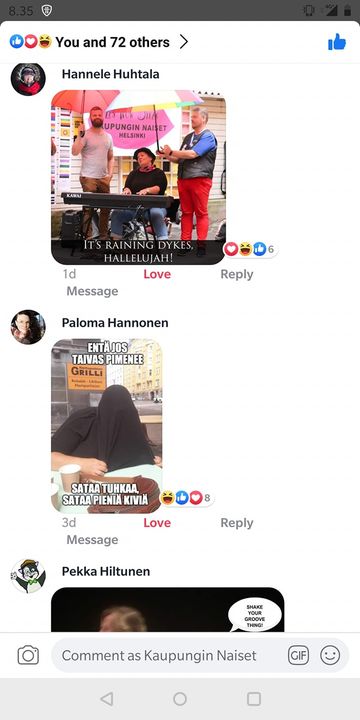 8.35
You and 72 others
Hannele Huhtala
KAUPUNGIN NAISET
HELSINKI
KAWAI
IT'S RAINING DYKES,
HALLELUJAH!
6
1d Love Reply
Message
Paloma Hannonen
ENTÄ JOS
TAIVAS PIMENEE
GRILLI
SATAA TUHKAA,
SATAA PIENIÄ KIVIÄ
8
3d Love Reply
Message
Pekka Hiltunen
SHAKE
YOUR
GROOVE
THING!
Comment as Kaupungin Naiset
GIF